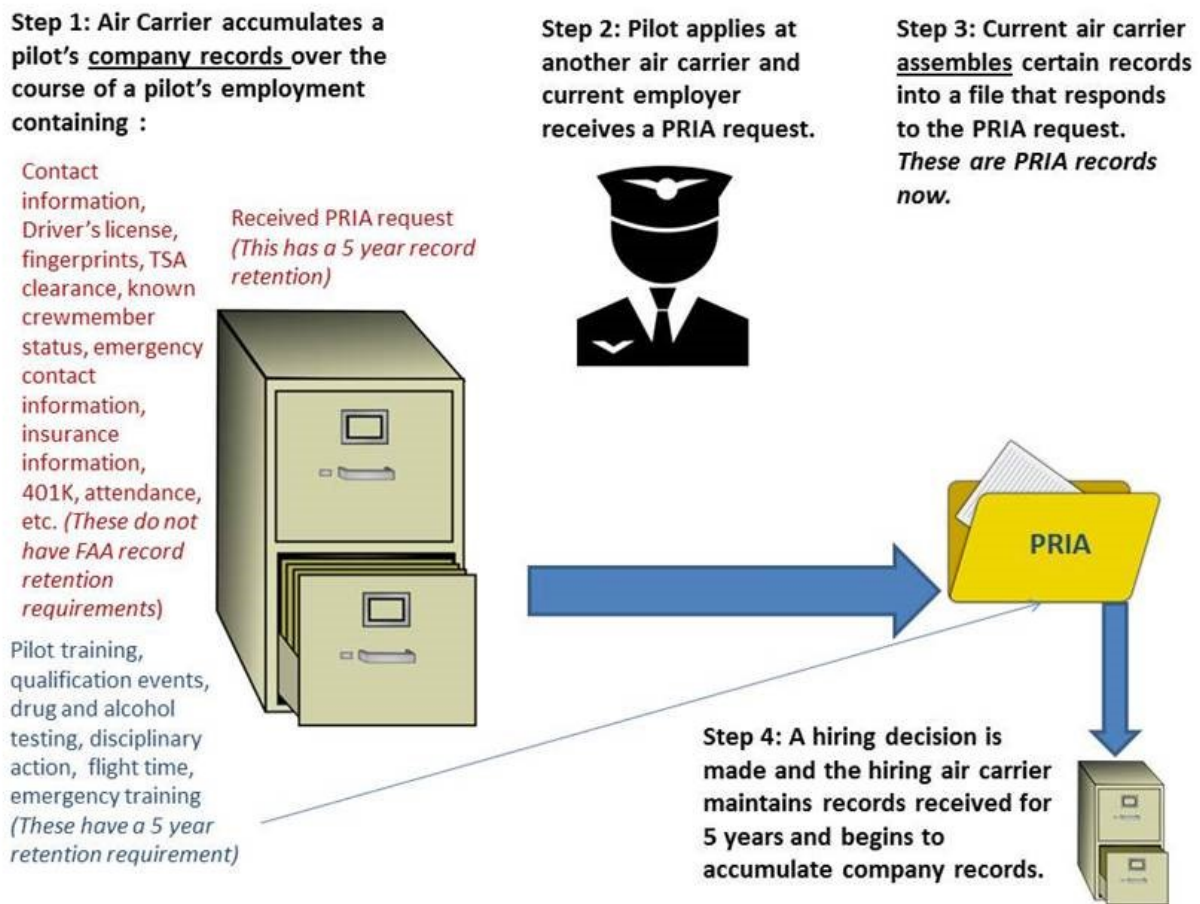 Step 1: Air Carrier accumulates a
pilot's company records over the
course of a pilot's employment
containing :
Contact
information,
Driver's license,
fingerprints, TSA
clearance, known
crewmember
status, emergency
contact
information,
insurance
information,
401K, attendance,
etc. (These do not
have FAA record
retention
requirements)
Pilot training,
qualification events,
drug and alcohol
testing, disciplinary
action, flight time,
emergency training
(These have a 5 year
retention requirement)
Received PRIA request
(This has a 5 year record
retention)
Step 2: Pilot applies at
another air carrier and
current employer
receives a PRIA request.
Step 3: Current air carrier
assembles certain records
into a file that responds
to the PRIA request.
These are PRIA records
now.
PRIA
Step 4: A hiring decision is
made and the hiring air carrier
maintains records received for
5 years and begins to
accumulate company records.